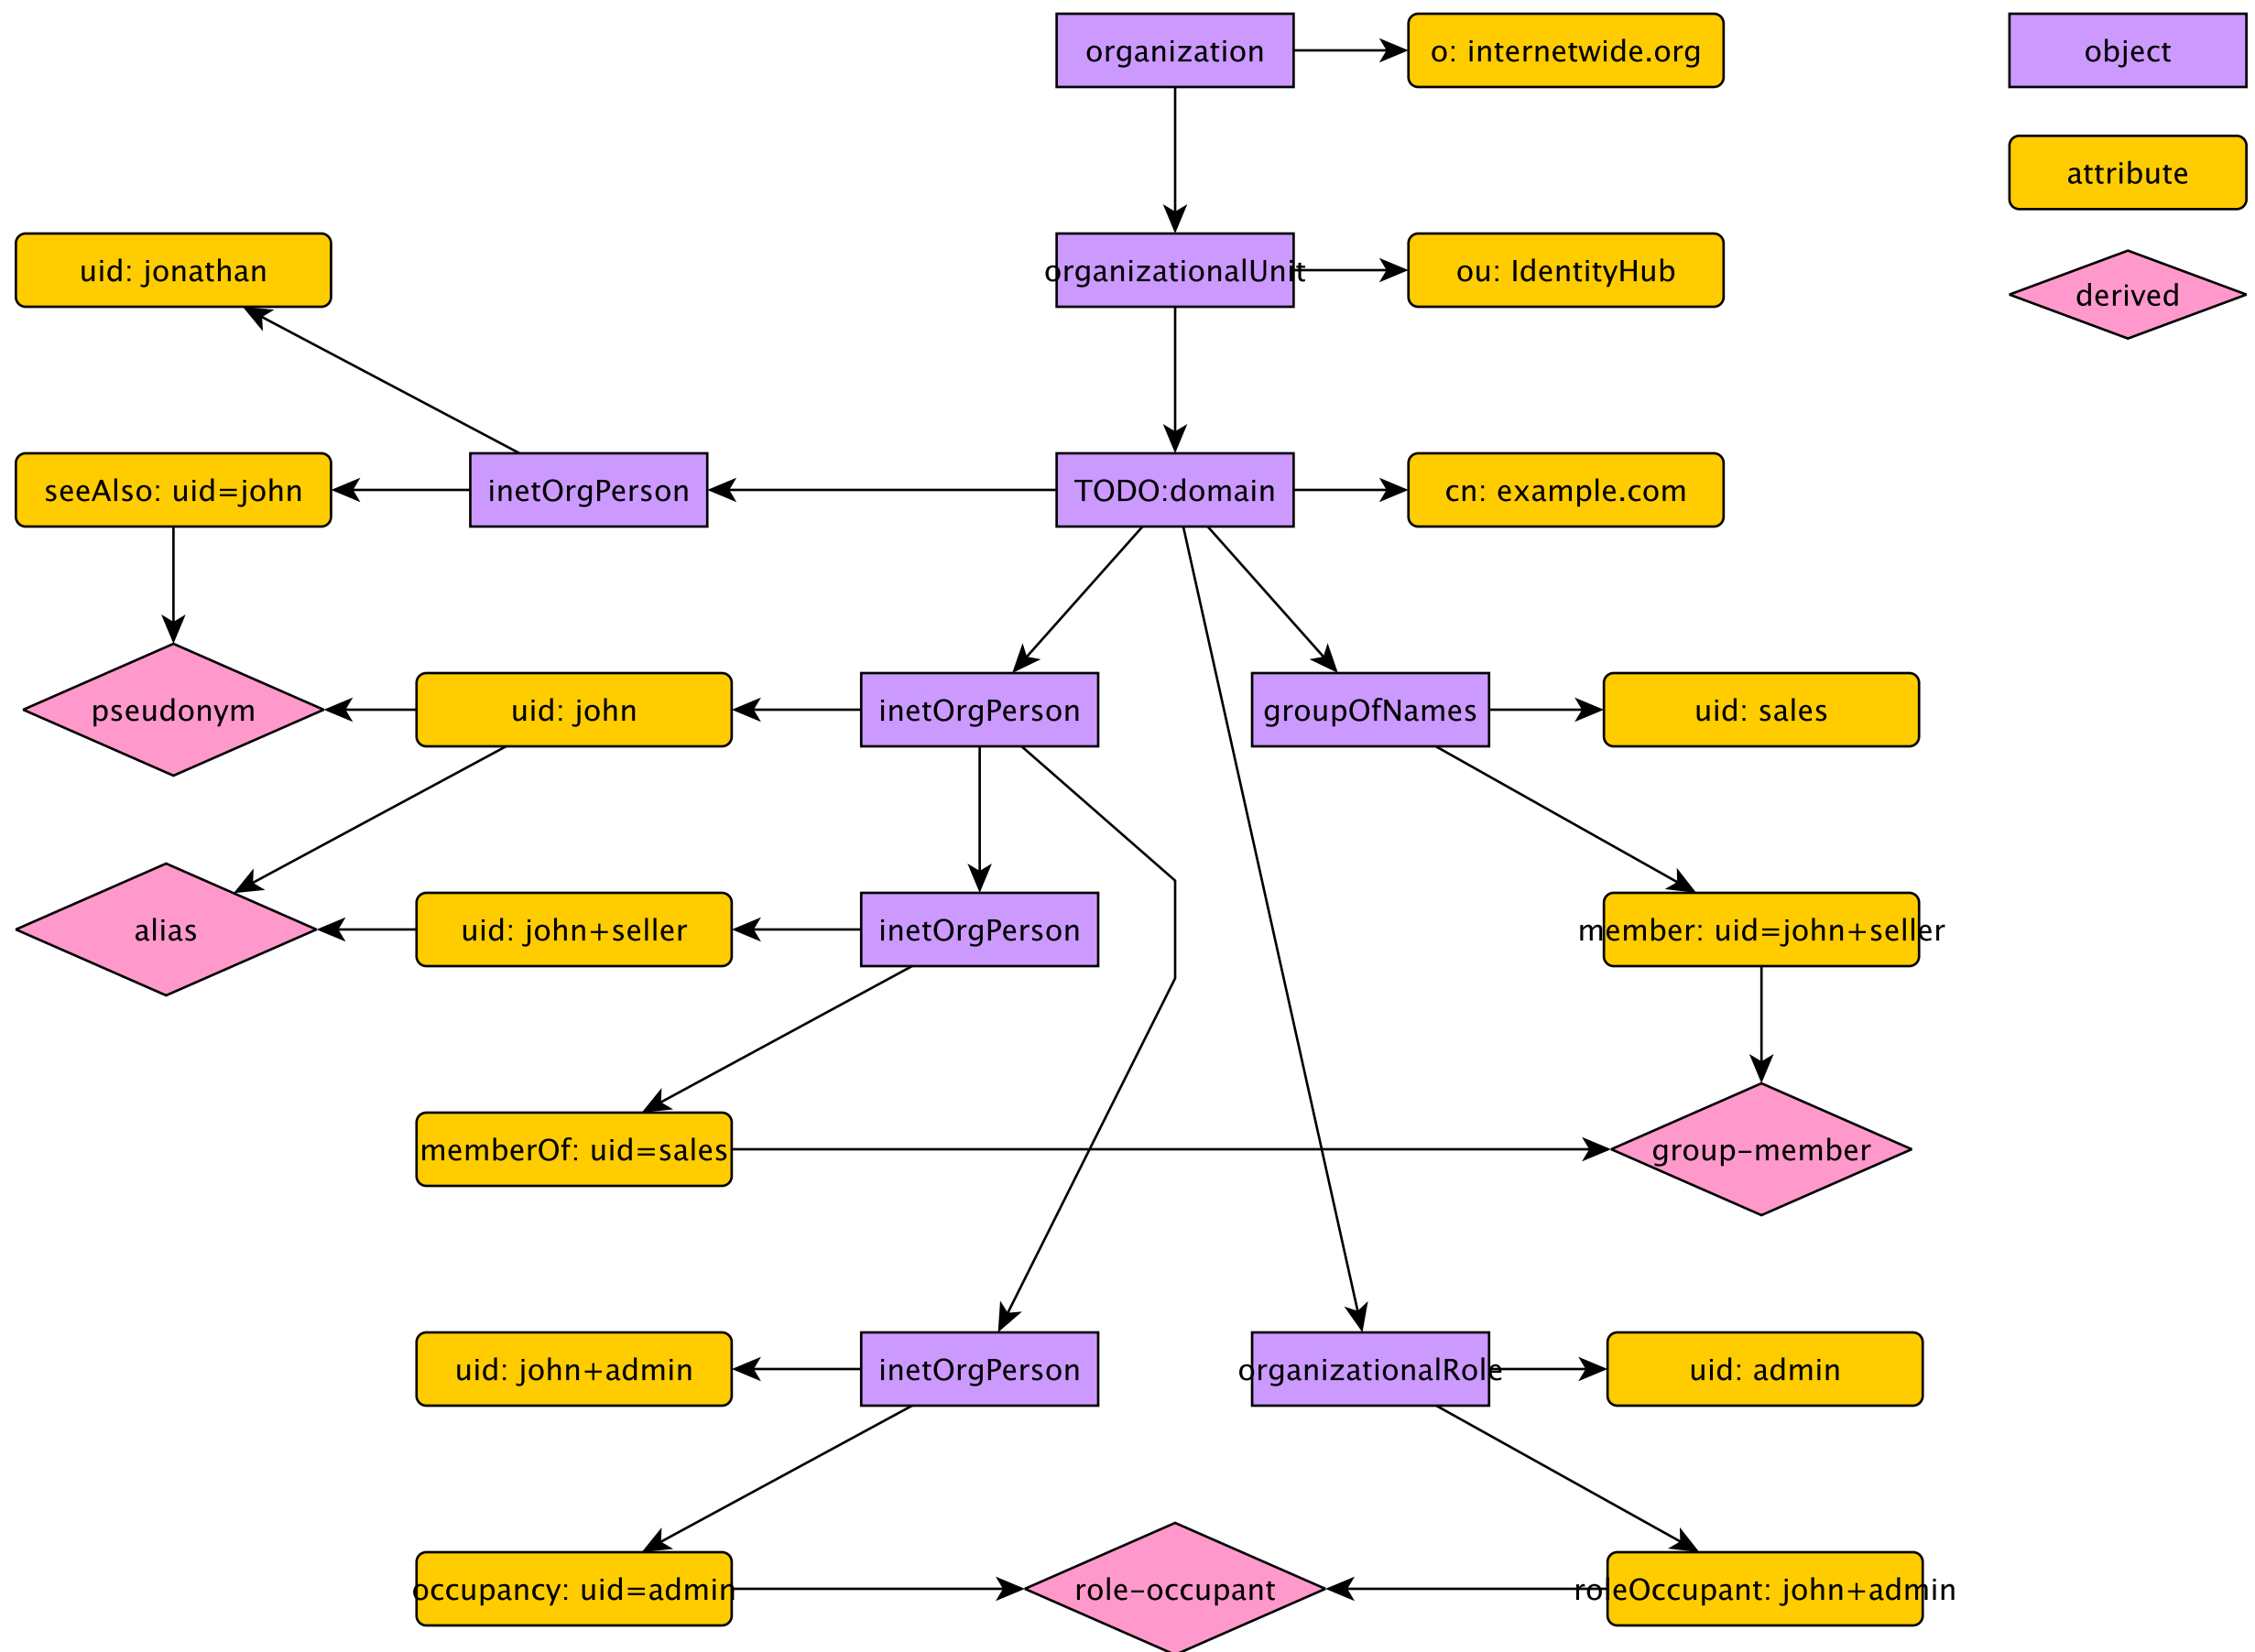 organization
o: internetwide.org
object
attribute
uid: jonathan
organizationalUnit
ou: IdentityHub
derived
seeAlso: uid=john
inetOrgPerson
TODO:domain
cn: example.com
pseudonym
uid: john
inetOrgPerson
groupOfNames
uid: sales
alias
uid: john+seller
inetOrgPerson
member: uid=john+seller
memberOf: uid=sales
group-member
uid: john+admin
inetOrgPerson
organizationalRole
uid: admin
occupancy: uid=admin
role-occupant
roleOccupant: john+admin